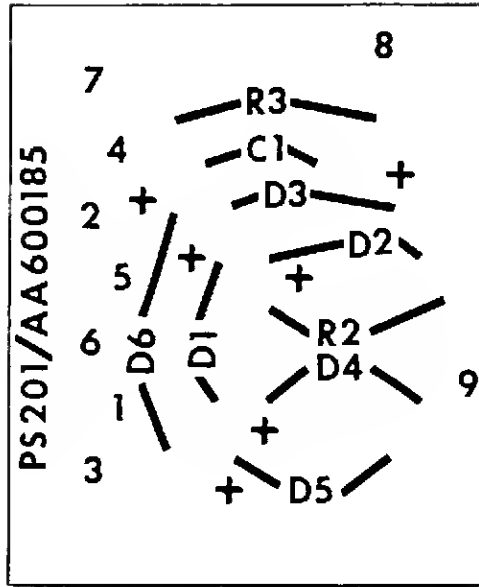 8
7
R3
4
C1
+
D3
2
+
D2
+
5
+
PS201/AA600185
6
D6
D1
R2
D4
9
1
+
3
+
D5